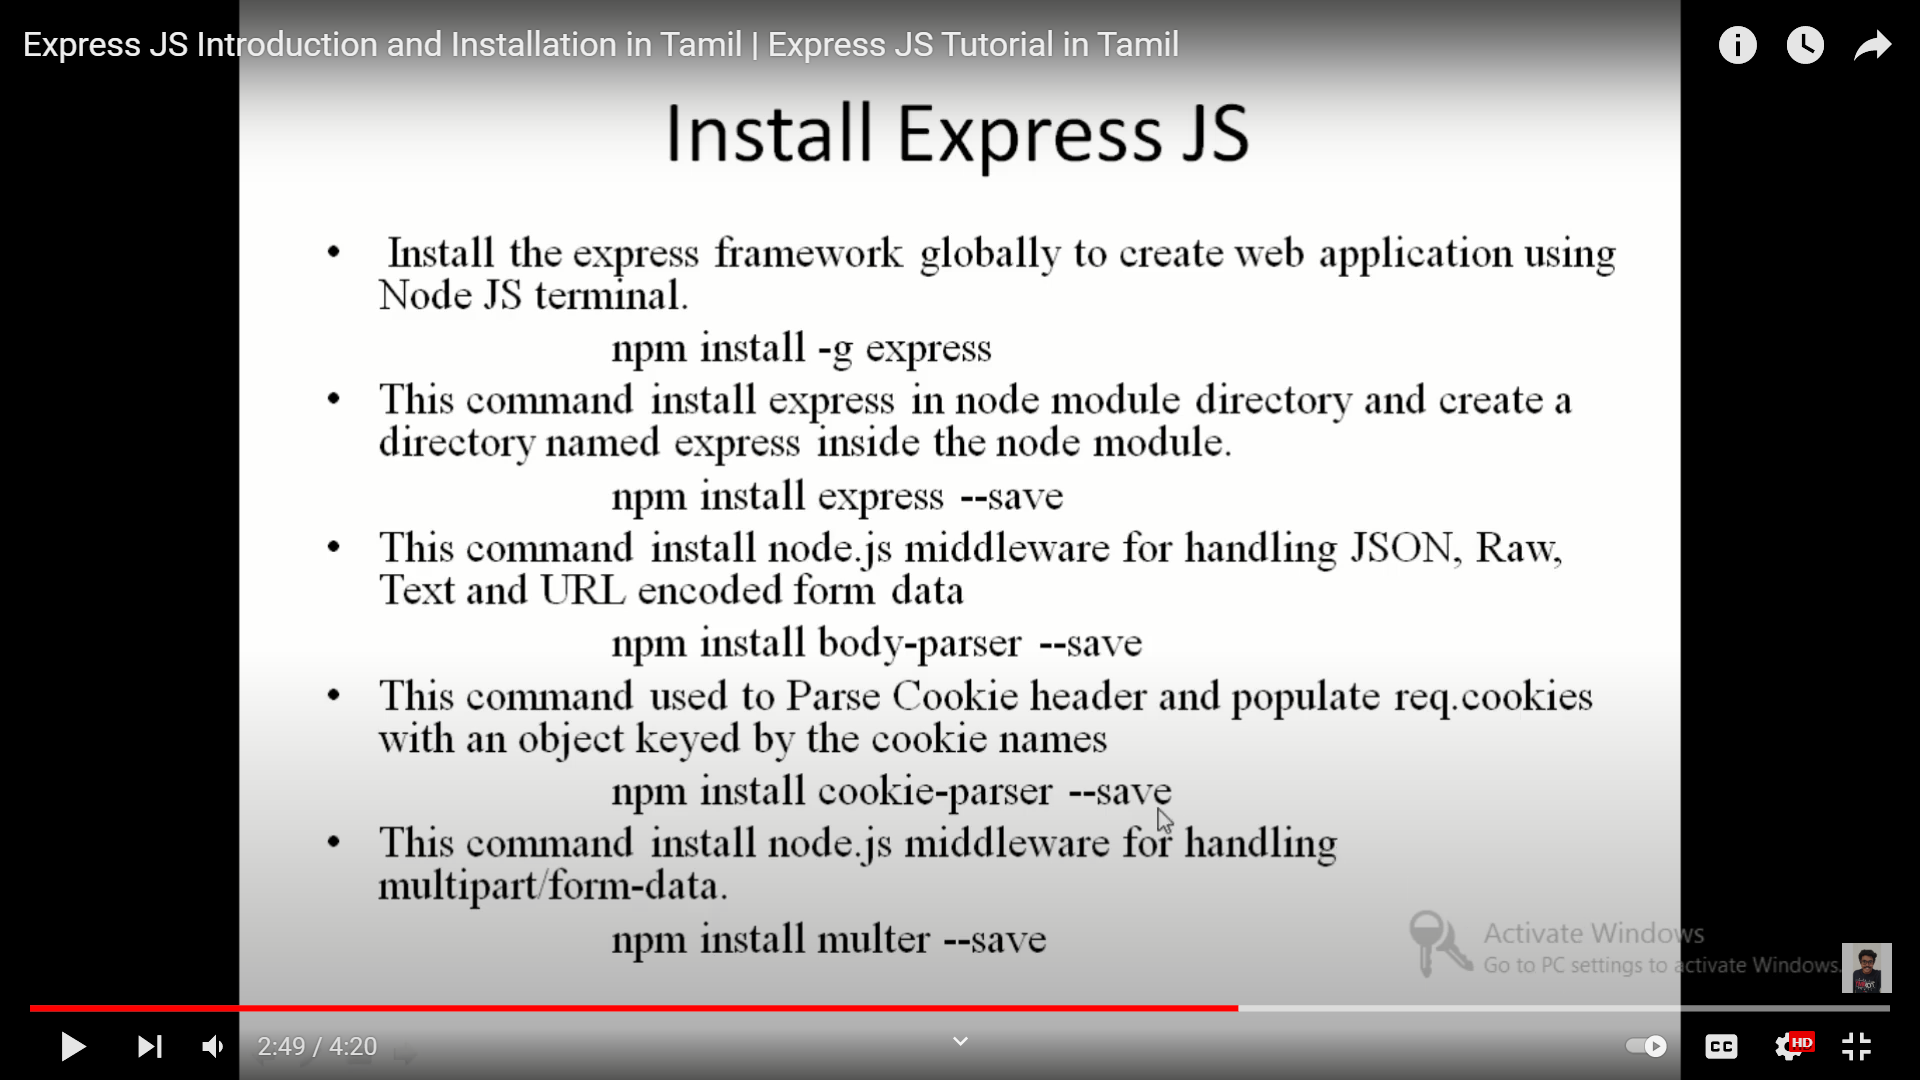 Express JS Introduction and Installation in Tamil | Express JS Tutorial in Tamil
Install Express JS
• Install the express framework globally to create web application using
Node JS terminal.
npm install -g express
• This command install express in node module directory and create a
directory named express inside the node module.
npm install express --save
• This command install node.js middleware for handling JSON, Raw,
Text and URL encoded form data
npm install body-parser --save
• This command used to Parse Cookie header and populate req.cookies
with an object keyed by the cookie names
npm install cookie-parser --save
• This command install node.js middleware for handling
multipart/form-data.
npm install multer --save
Activate Windows
Go to PC settings to activate Windows.
2:49 / 4:20
CC
HD